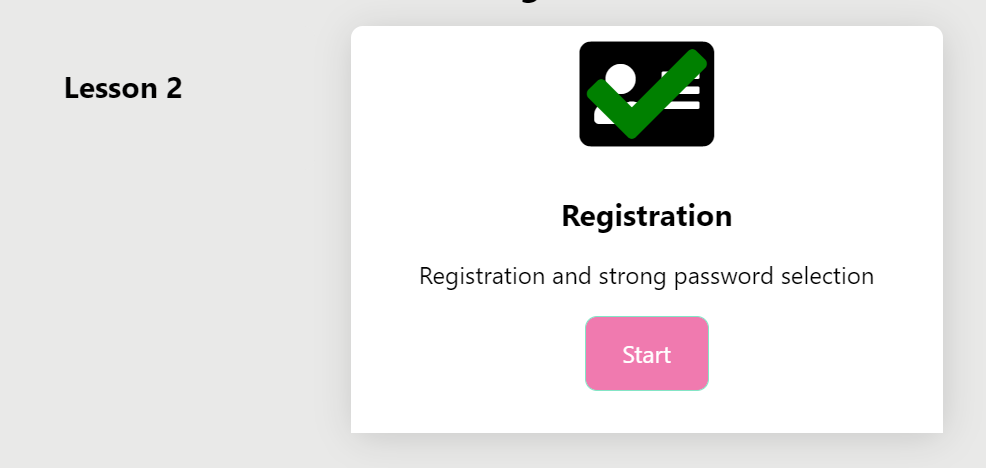 Lesson 2
Registration
Registration and strong password selection
Start